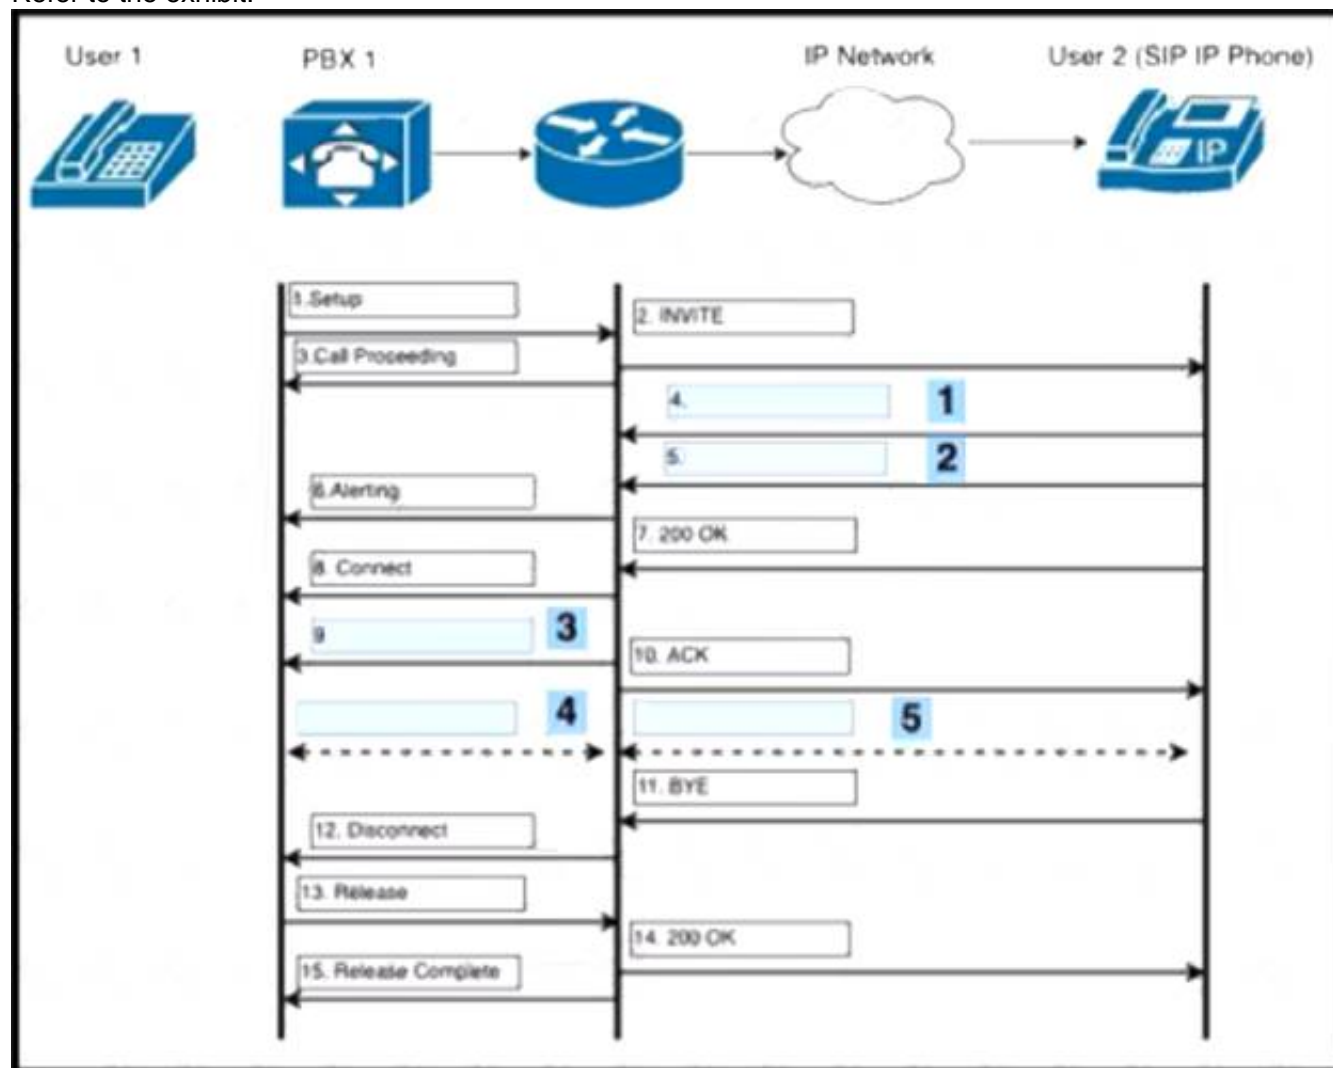 Refer to the exhibit.
User 1
PBX 1
IP Network
User 2 (SIP IP Phone)
IP
1.Setup
2. INVITE
3.Call Proseeding
4.
1
5.
2
6.Alerting
7. 200 OK
8. Connect
9
3
10. ACK
4
5
11. BYE
12. Disconnect
13. Release
14. 200 OK
15. Release Complete